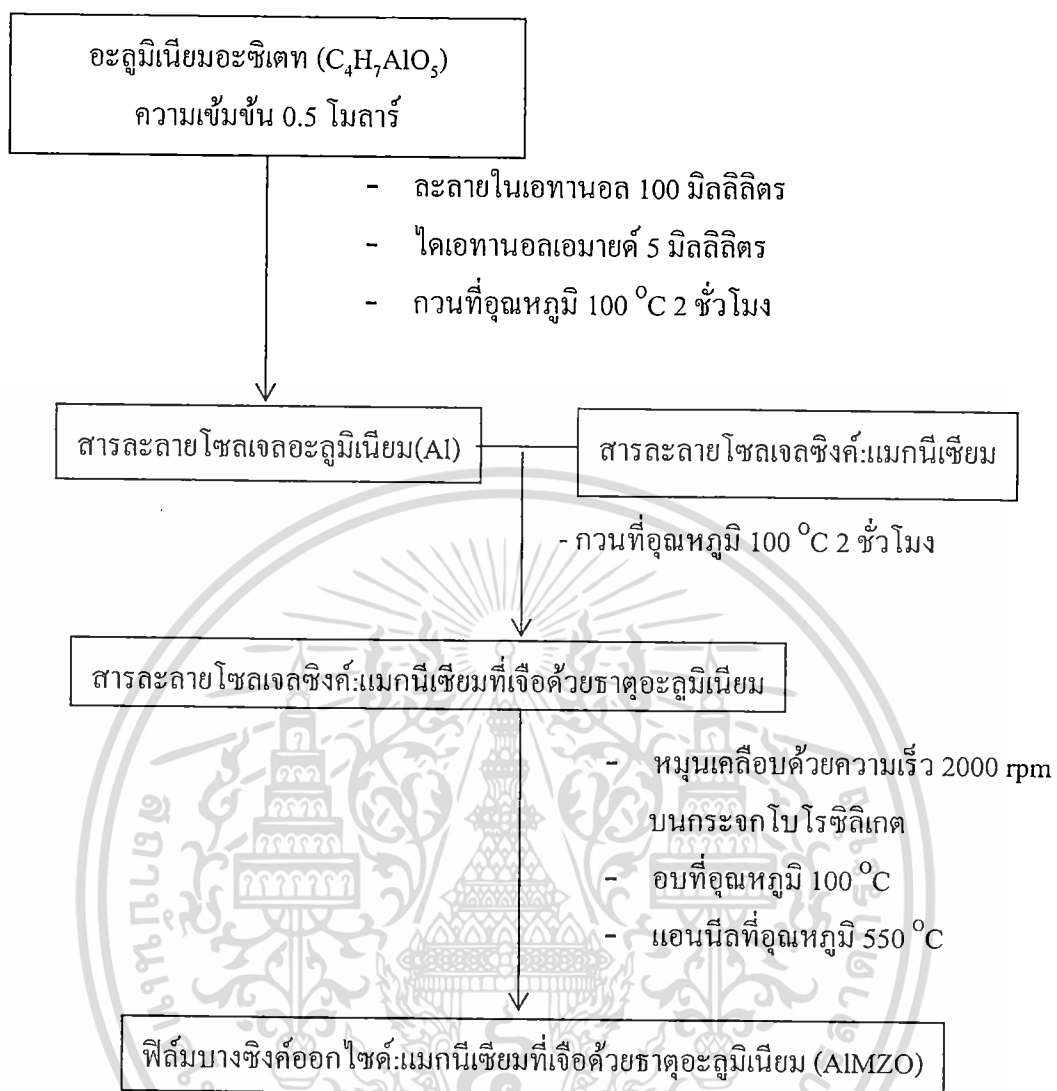 อะลูมิเนียมอะซิเตท (C₄H₇AlO₅)
ความเข้มข้น 0.5 โมลาร์
- ละลายในเอทานอล 100 มิลลิลิตร
- ไดเอทานอลเอมายด์ 5 มิลลิลิตร
- กวนที่อุณหภูมิ 100 ⁰C 2 ชั่วโมง
สารละลายโซลเจลอะลูมิเนียม(Al)
สารละลายโซลเจลซิงค์:แมกนีเซียม
- กวนที่อุณหภูมิ 100 ⁰C 2 ชั่วโมง
สารละลายโซลเจลซิงค์:แมกนีเซียมที่เจือด้วยธาตุอะลูมิเนียม
- หมุนเคลือบด้วยความเร็ว 2000 rpm
บนกระจกโบโรซิลิเกต
- อบที่อุณหภูมิ 100 ⁰C
- แอนนีลที่อุณหภูมิ 550 ⁰C
ฟิล์มบางซิงค์ออกไซด์:แมกนีเซียมที่เจือด้วยธาตุอะลูมิเนียม (AlMZO)